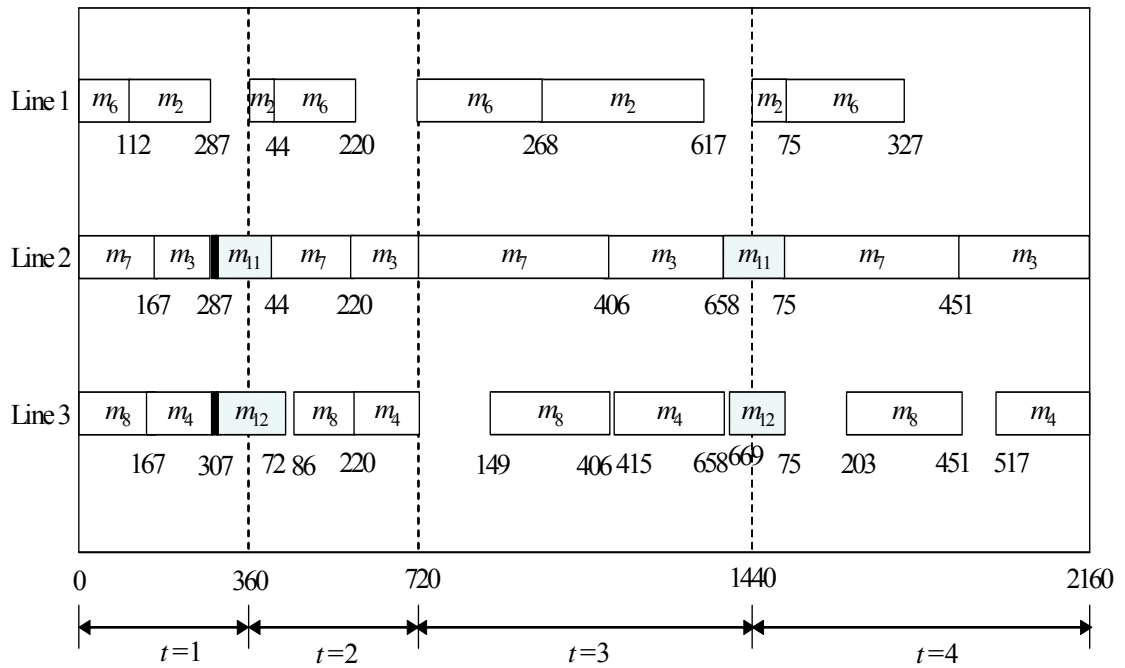 Line 1 m6 m2 m2 m6 m6 m2 m2 m6
112 287 44 220 268 617 75 327
Line 2 m7 m3 m11 m7 m3 m7 m3 m11 m7 m3
167 287 44 220 406 658 75 451
Line 3 m8 m4 m12 m8 m4 m8 m4 m12 m8 m4
167 307 72 86 220 149 406 415 658 669 75 203 451 517
0 360 720 1440 2160
t=1 t=2 t=3 t=4